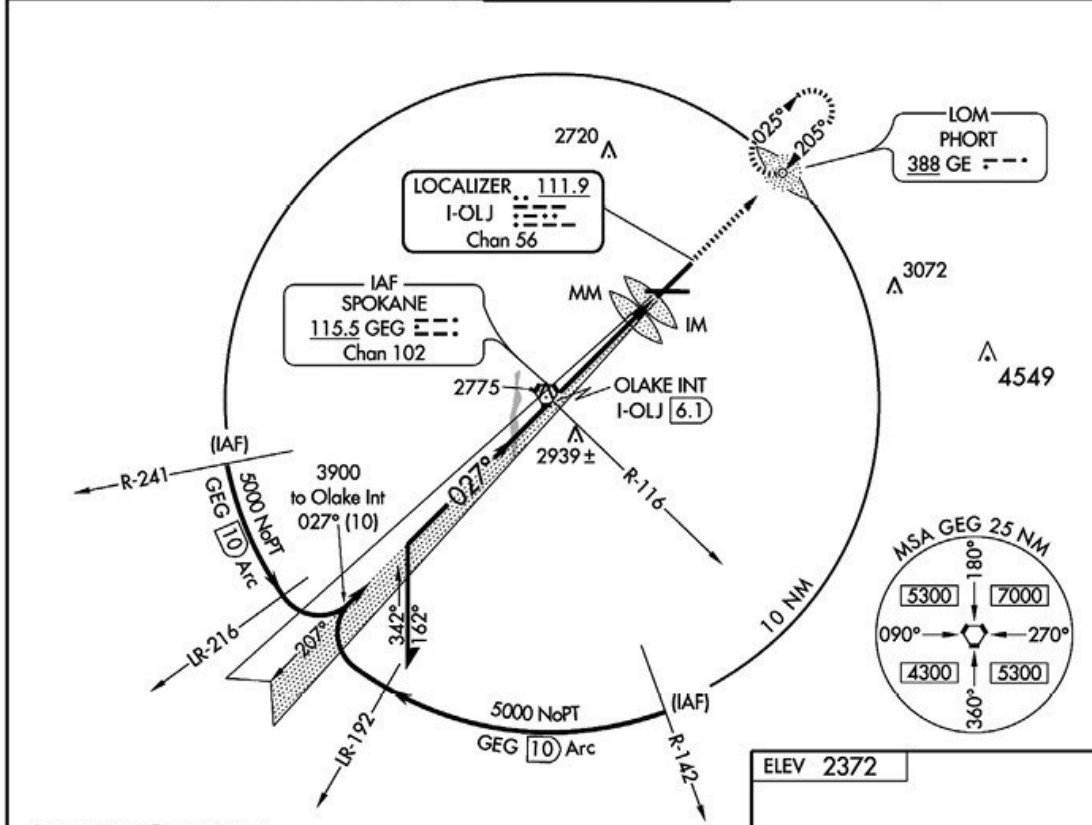 2720
025°
205°
LOM
PHORT
388 GE
LOCALIZER 111.9
I-OLJ
Chan 56
3072
IAF
SPOKANE
115.5 GEG
Chan 102
MM
IM
4549
2775
OLAKE INT
I-OLJ 6.1
2939 ±
(IAF)
R-241
5000 NoPT
GEG 10 Arc
3900
to Olake Int
027° (10)
027°
R-116
MSA GEG 25 NM
180°
5300
7000
090°
270°
4300
5300
360°
10 NM
342°
162°
207°
LR-216
LR-192
5000 NoPT
GEG 10 Arc
(IAF)
R-142
ELEV 2372